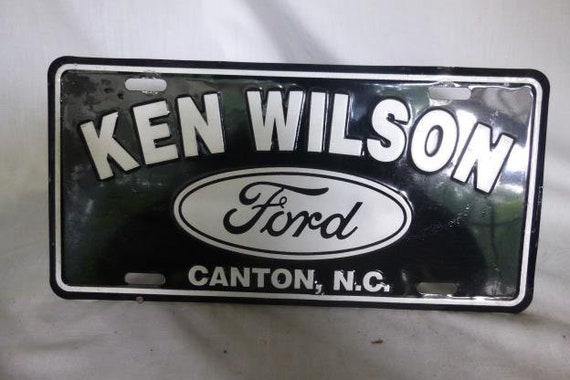 KEN WILSON
Ford
CANTON, N.C.